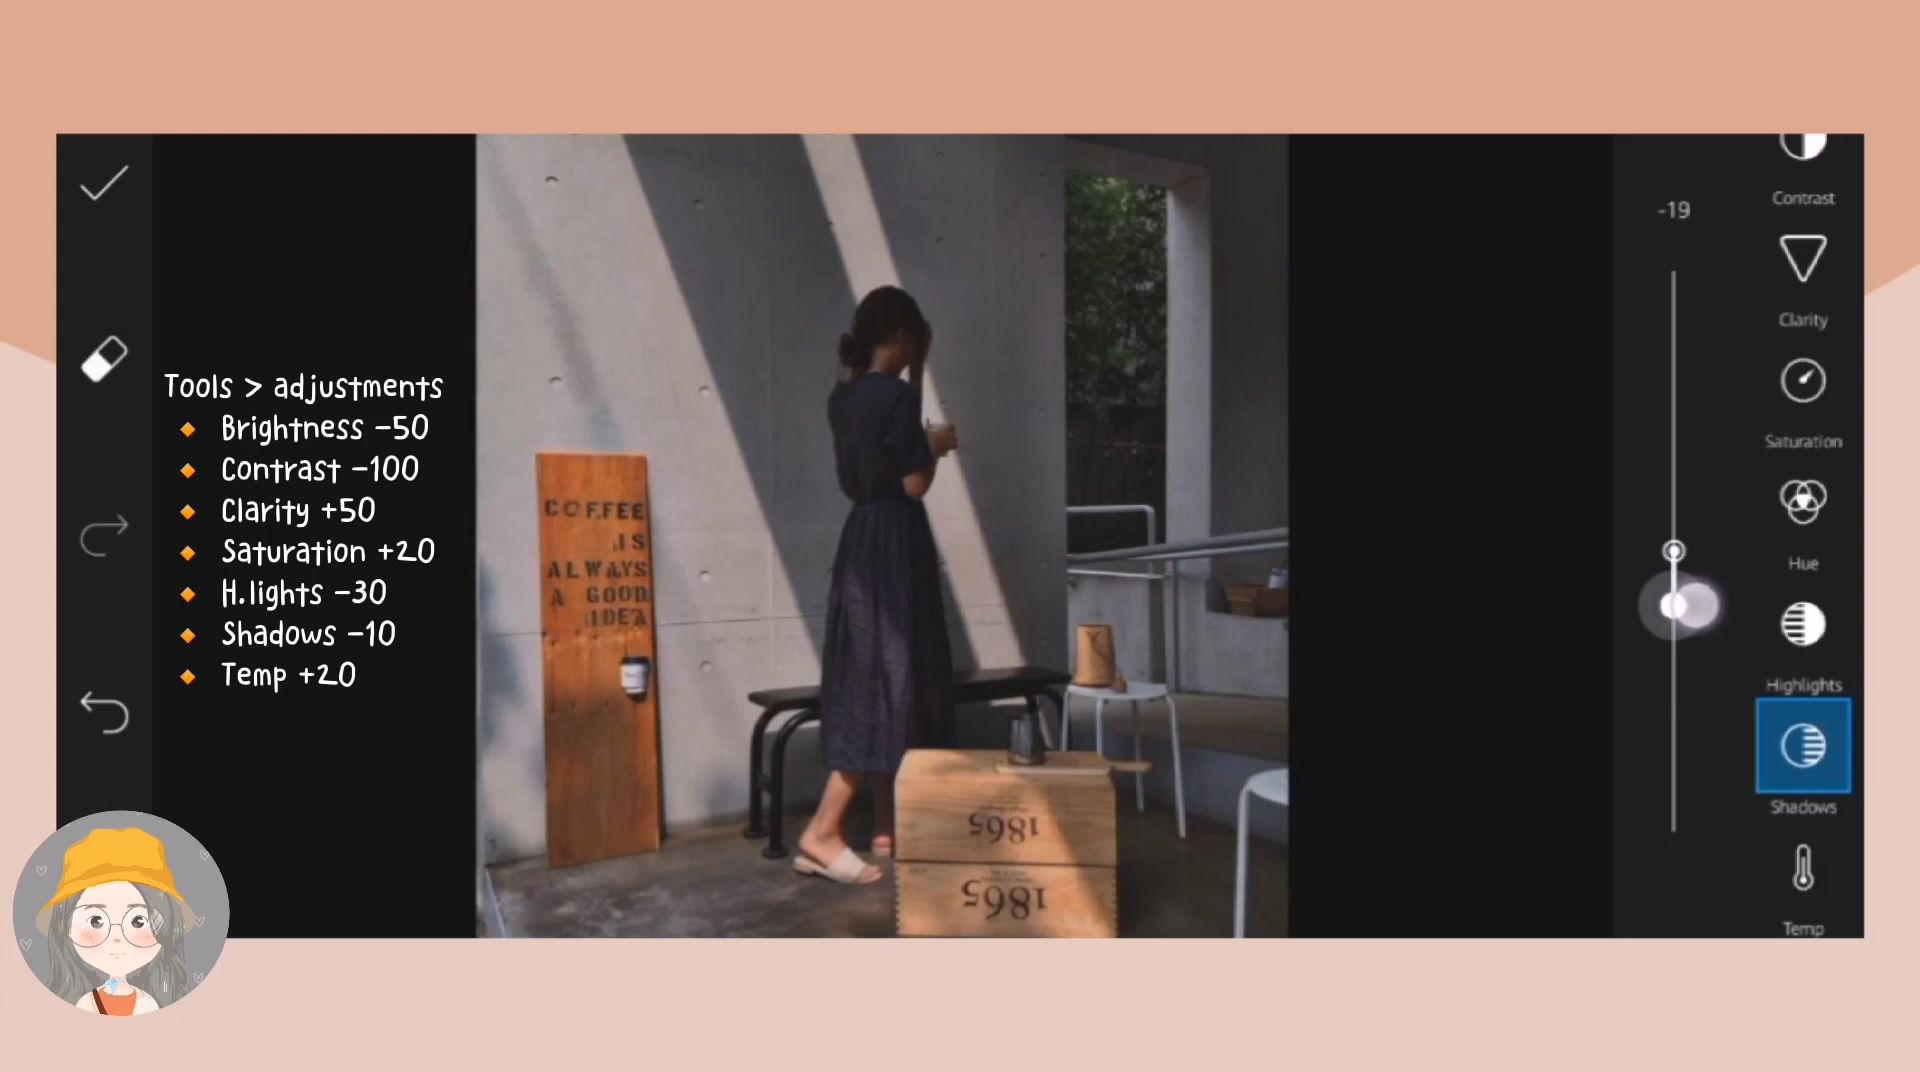 Tools > adjustments
🔸 Brightness -50
🔸 Contrast -100
🔸 Clarity +50
🔸 Saturation +20
🔸 H.lights -30
🔸 Shadows -10
🔸 Temp +20
COFFEE
IS
ALWAYS
A GOOD
IDEA
1865
1865
-19
Contrast
Clarity
Saturation
Hue
Highlights
Shadows
Temp